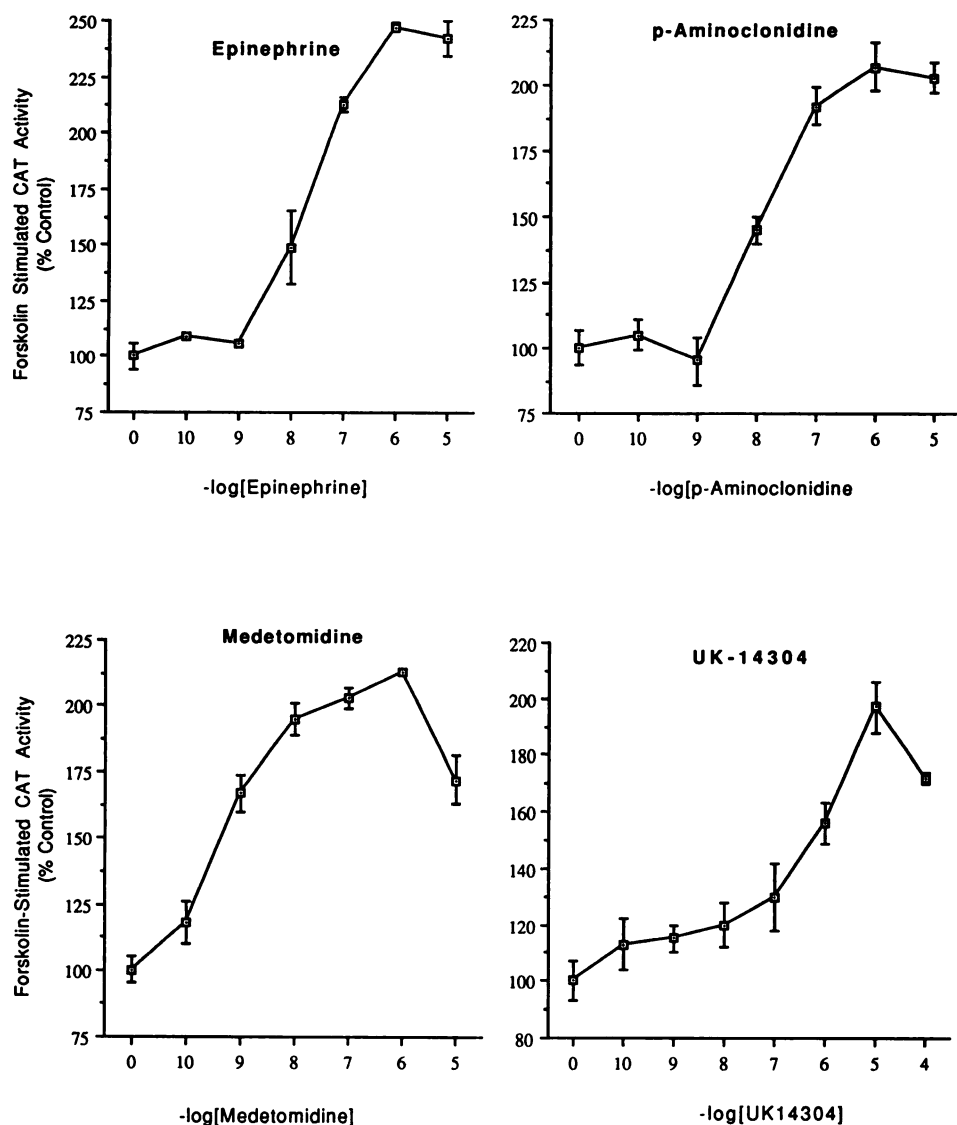 Epinephrine
Forskolin Stimulated CAT Activity
(% Control)
250
225
200
175
150
125
100
75
0 10 9 8 7 6 5
-log[Epinephrine]
p-Aminoclonidine
225
200
175
150
125
100
75
0 10 9 8 7 6 5
-log[p-Aminoclonidine
Medetomidine
Forskolin-Stimulated CAT Activity
(% Control)
225
200
175
150
125
100
75
0 10 9 8 7 6 5
-log[Medetomidine]
UK-14304
220
200
180
160
140
120
100
80
0 10 9 8 7 6 5 4
-log[UK14304]